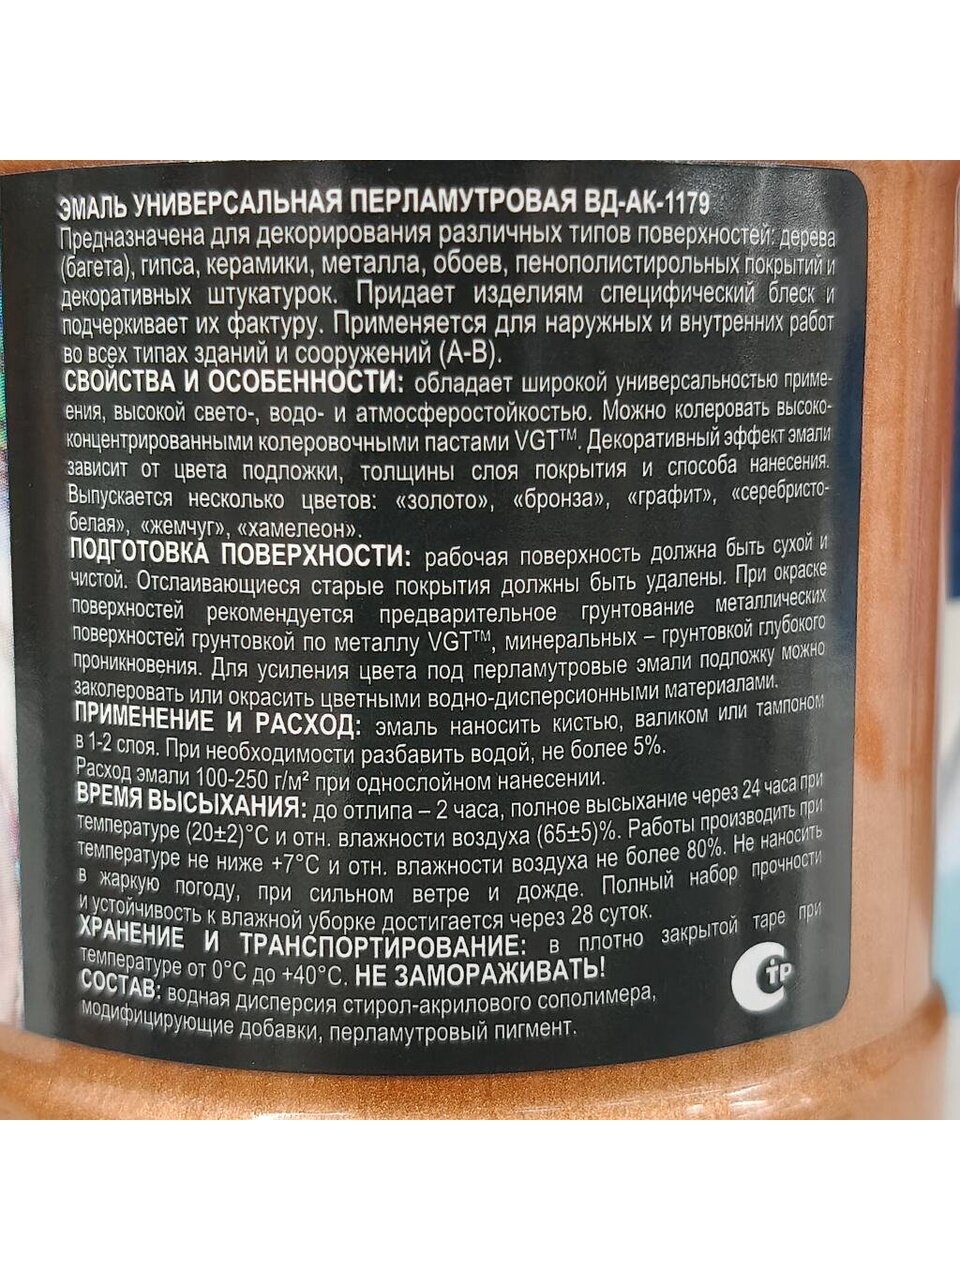 ЭМАЛЬ УНИВЕРСАЛЬНАЯ ПЕРЛАМУТРОВАЯ ВД-АК-1179
Предназначена для декорирования различных типов поверхностей: дерева
(багета), гипса, керамики, металла, обоев, пенополистирольных покрытий и
декоративных штукатурок. Придает изделиям специфический блеск и
подчеркивает их фактуру. Применяется для наружных и внутренних работ
во всех типах зданий и сооружений (А-В).
СВОЙСТВА И ОСОБЕННОСТИ: обладает широкой универсальностью приме-
ения, высокой свето-, водо- и атмосферостойкостью. Можно колеровать высоко-
концентрированными колеровочными пастами VGT™. Декоративный эффект эмали
зависит от цвета подложки, толщины слоя покрытия и способа нанесения.
Выпускается несколько цветов: «золото», «бронза», «графит», «серебристо-
белая», «жемчуг», «хамелеон».
ПОДГОТОВКА ПОВЕРХНОСТИ: рабочая поверхность должна быть сухой и
чистой. Отслаивающиеся старые покрытия должны быть удалены. При окраске
поверхностей рекомендуется предварительное грунтование металлических
поверхностей грунтовкой по металлу VGT™, минеральных – грунтовкой глубокого
проникновения. Для усиления цвета под перламутровые эмали подложку можно
заколеровать или окрасить цветными водно-дисперсионными материалами.
ПРИМЕНЕНИЕ И РАСХОД: эмаль наносить кистью, валиком или тампоном
в 1-2 слоя. При необходимости разбавить водой, не более 5%.
Расход эмали 100-250 г/м² при однослойном нанесении.
ВРЕМЯ ВЫСЫХАНИЯ: до отлипа – 2 часа, полное высыхание через 24 часа при
температуре (20±2)°С и отн. влажности воздуха (65±5)%. Работы производить при
температуре не ниже +7°С и отн. влажности воздуха не более 80%. Не наносить
в жаркую погоду, при сильном ветре и дожде. Полный набор прочности
и устойчивость к влажной уборке достигается через 28 суток.
ХРАНЕНИЕ И ТРАНСПОРТИРОВАНИЕ: в плотно закрытой таре при
температуре от 0°С до +40°С. НЕ ЗАМОРАЖИВАТЬ!
СОСТАВ: водная дисперсия стирол-акрилового сополимера,
модифицирующие добавки, перламутровый пигмент.